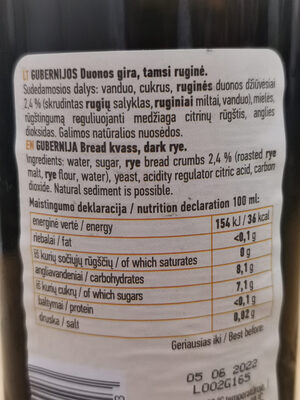 LT GUBERNIJOS Duonos gira, tamsi ruginė.
Sudedamosios dalys: vanduo, cukrus, ruginės duonos džiūvėsiai
2,4 % (skrudintas rugių salyklas, ruginiai miltai, vanduo), mielės,
rūgštingumą reguliuojanti medžiaga citrinų rūgštis, anglies
dioksidas. Galimos natūralios nuosėdos.
EN GUBERNIJA Bread kvass, dark rye.
Ingredients: water, sugar, rye bread crumbs 2,4 % (roasted rye
malt, rye flour, water), yeast, acidity regulator citric acid, carbon
dioxide. Natural sediment is possible.
Maistingumo deklaracija / nutrition declaration 100 ml:
energinė vertė / energy 154 kJ / 36 kcal
riebalai / fat <0,1 g
iš kurių sočiųjų rūgščių / of which saturates 0 g
angliavandeniai / carbohydrates 8,1 g
iš kurių cukrų / of which sugars 7,1 g
baltymai / protein <0,1 g
druska / salt 0,02 g
Geriausias iki / Best before
05 06 2022
L002G165